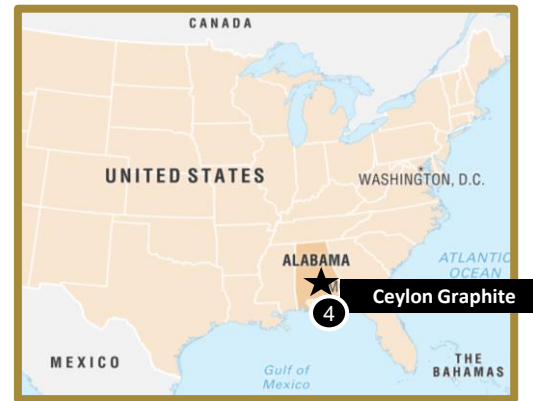 CANADA
UNITED STATES
WASHINGTON, D.C.
ALABAMA
ATLANTIC
OCEAN
Ceylon Graphite
4
MEXICO
Gulf of
Mexico
THE
BAHAMAS